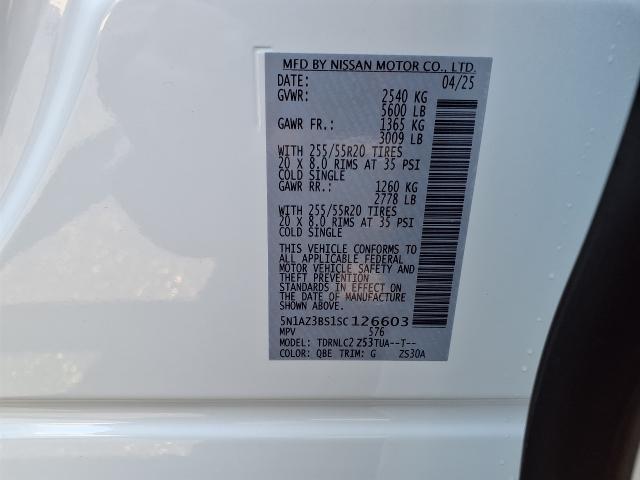 MFD BY NISSAN MOTOR CO., LTD.
DATE: 04/25
GVWR: 2540 KG
5600 LB
GAWR FR.: 1365 KG
3009 LB
WITH 255/55R20 TIRES
20 X 8.0 RIMS AT 35 PSI
COLD SINGLE
GAWR RR.: 1260 KG
2778 LB
WITH 255/55R20 TIRES
20 X 8.0 RIMS AT 35 PSI
COLD SINGLE
THIS VEHICLE CONFORMS TO
ALL APPLICABLE FEDERAL
MOTOR VEHICLE SAFETY AND
THEFT PREVENTION
STANDARDS IN EFFECT ON
THE DATE OF MANUFACTURE
SHOWN ABOVE.
5N1AZ3BS1SC126603
MPV 576
MODEL: TDRNLC2 Z53TUA--T--
COLOR: QBE TRIM: G ZS30A